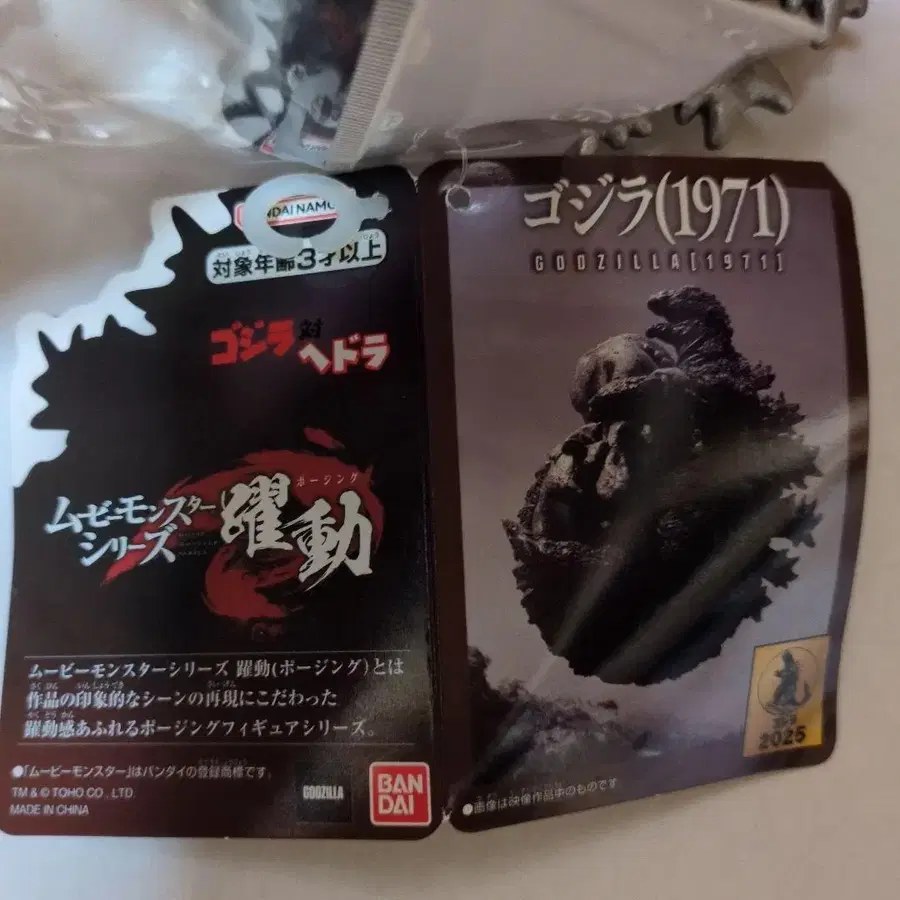 対象年齢3才以上
ゴジラ対
ヘドラ
ムービーモンスター
シリーズ
ポージング
躍動
ムービーモンスターシリーズ 躍動(ポージング)とは
作品の印象的なシーンの再現にこだわった
躍動感あふれるポージングフィギュアシリーズ。
●「ムービーモンスター」はバンダイの登録商標です。
TM & © TOHO CO., LTD.
MADE IN CHINA
GODZILLA
BAN
DAI
ゴジラ(1971)
GODZILLA[1971]
2025
●画像は映像作品中のものです